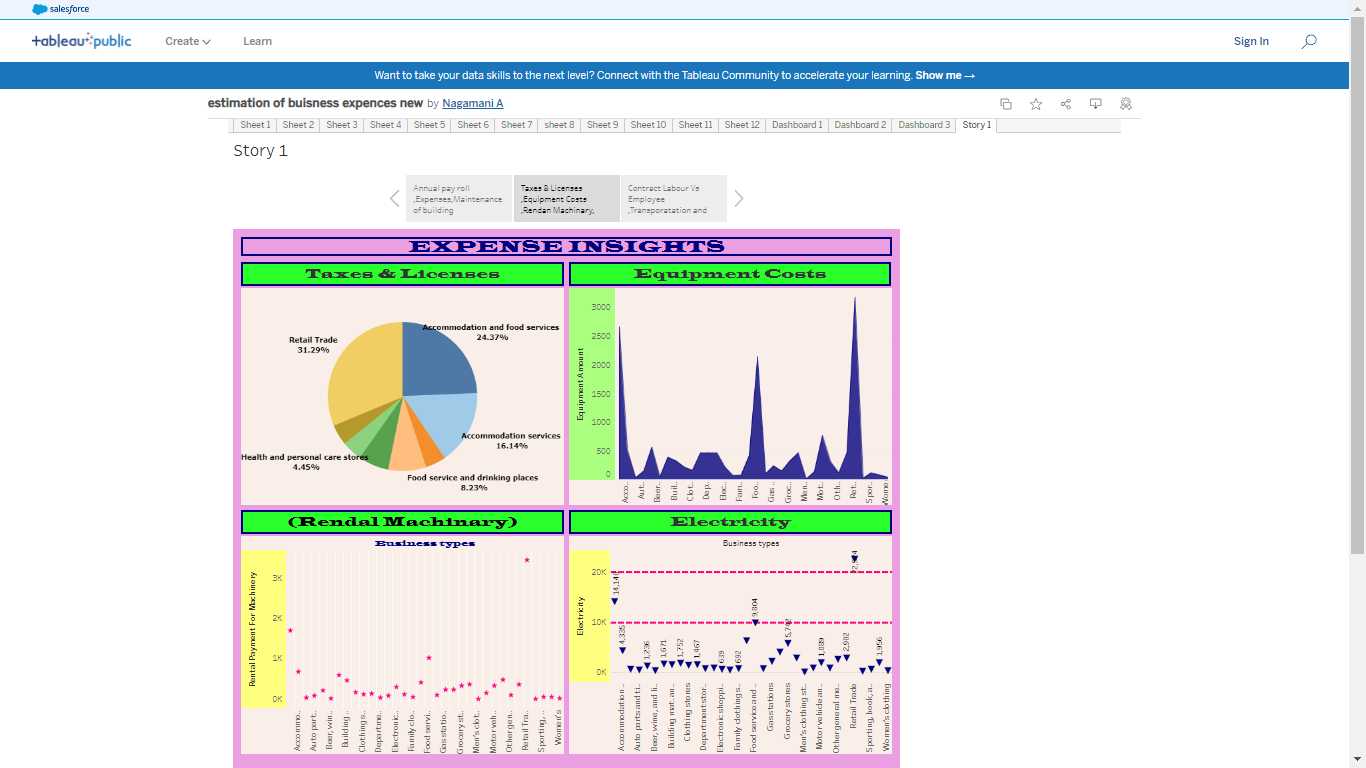 salesforce
+ableau public
Create
Learn
Sign In
Want to take your data skills to the next level? Connect with the Tableau Community to accelerate your learning. Show me →
estimation of buisness expences new by Nagamani A
Sheet 1
Sheet 2
Sheet 3
Sheet 4
Sheet 5
Sheet 6
Sheet 7
sheet 8
Sheet 9
Sheet 10
Sheet 11
Sheet 12
Dashboard 1
Dashboard 2
Dashboard 3
Story 1
Story 1
Annual pay roll
,Expenses,Maintenance
of building
Taxes & Licenses
,Equipment Costs
,Rendan Machinary,
Contract Labour Vs
Employee
,Transporatation and
EXPENSE INSIGHTS
Taxes & Licenses
Retail Trade
31.29%
Accommodation and food services
24.37%
Accommodation services
16.14%
Health and personal care stores
4.45%
Food service and drinking places
8.23%
Equipment Costs
Equipment Amount
3000
2500
2000
1500
1000
500
0
Acco..
Aut..
Beer..
Buil..
Clot..
Dep..
Elec..
Fam..
Foo..
Gas..
Groc..
Men..
Mot..
Oth..
Ret..
Spor..
Wome
(Rendal Machinary)
Business types
Rental Payment For Machinery
3K
2K
1K
0K
Accommo..
Auto part..
Beer, win..
Building ..
Clothing s..
Departme..
Electronic..
Family clo..
Food servi..
Gas statio..
Grocery st..
Men's clot..
Motor veh..
Other gen..
Retail Tra..
Sporting, ..
Women's
Electricity
Business types
Electricity
20K
10K
0K
4,335
1,236
1,671
1,752
1,467
639
692
9,804
5,792
1,889
2,902
1,956
Accommodation ..
Auto parts and ti..
Beer, wine, and li..
Building mat. an..
Clothing stores
Department stor..
Electronic shoppi..
Family clothing s..
Food service and ..
Gas stations
Grocery stores
Men's clothing st..
Motor vehicle an..
Other general me..
Retail Trade
Sporting, book, a..
Women's clothing